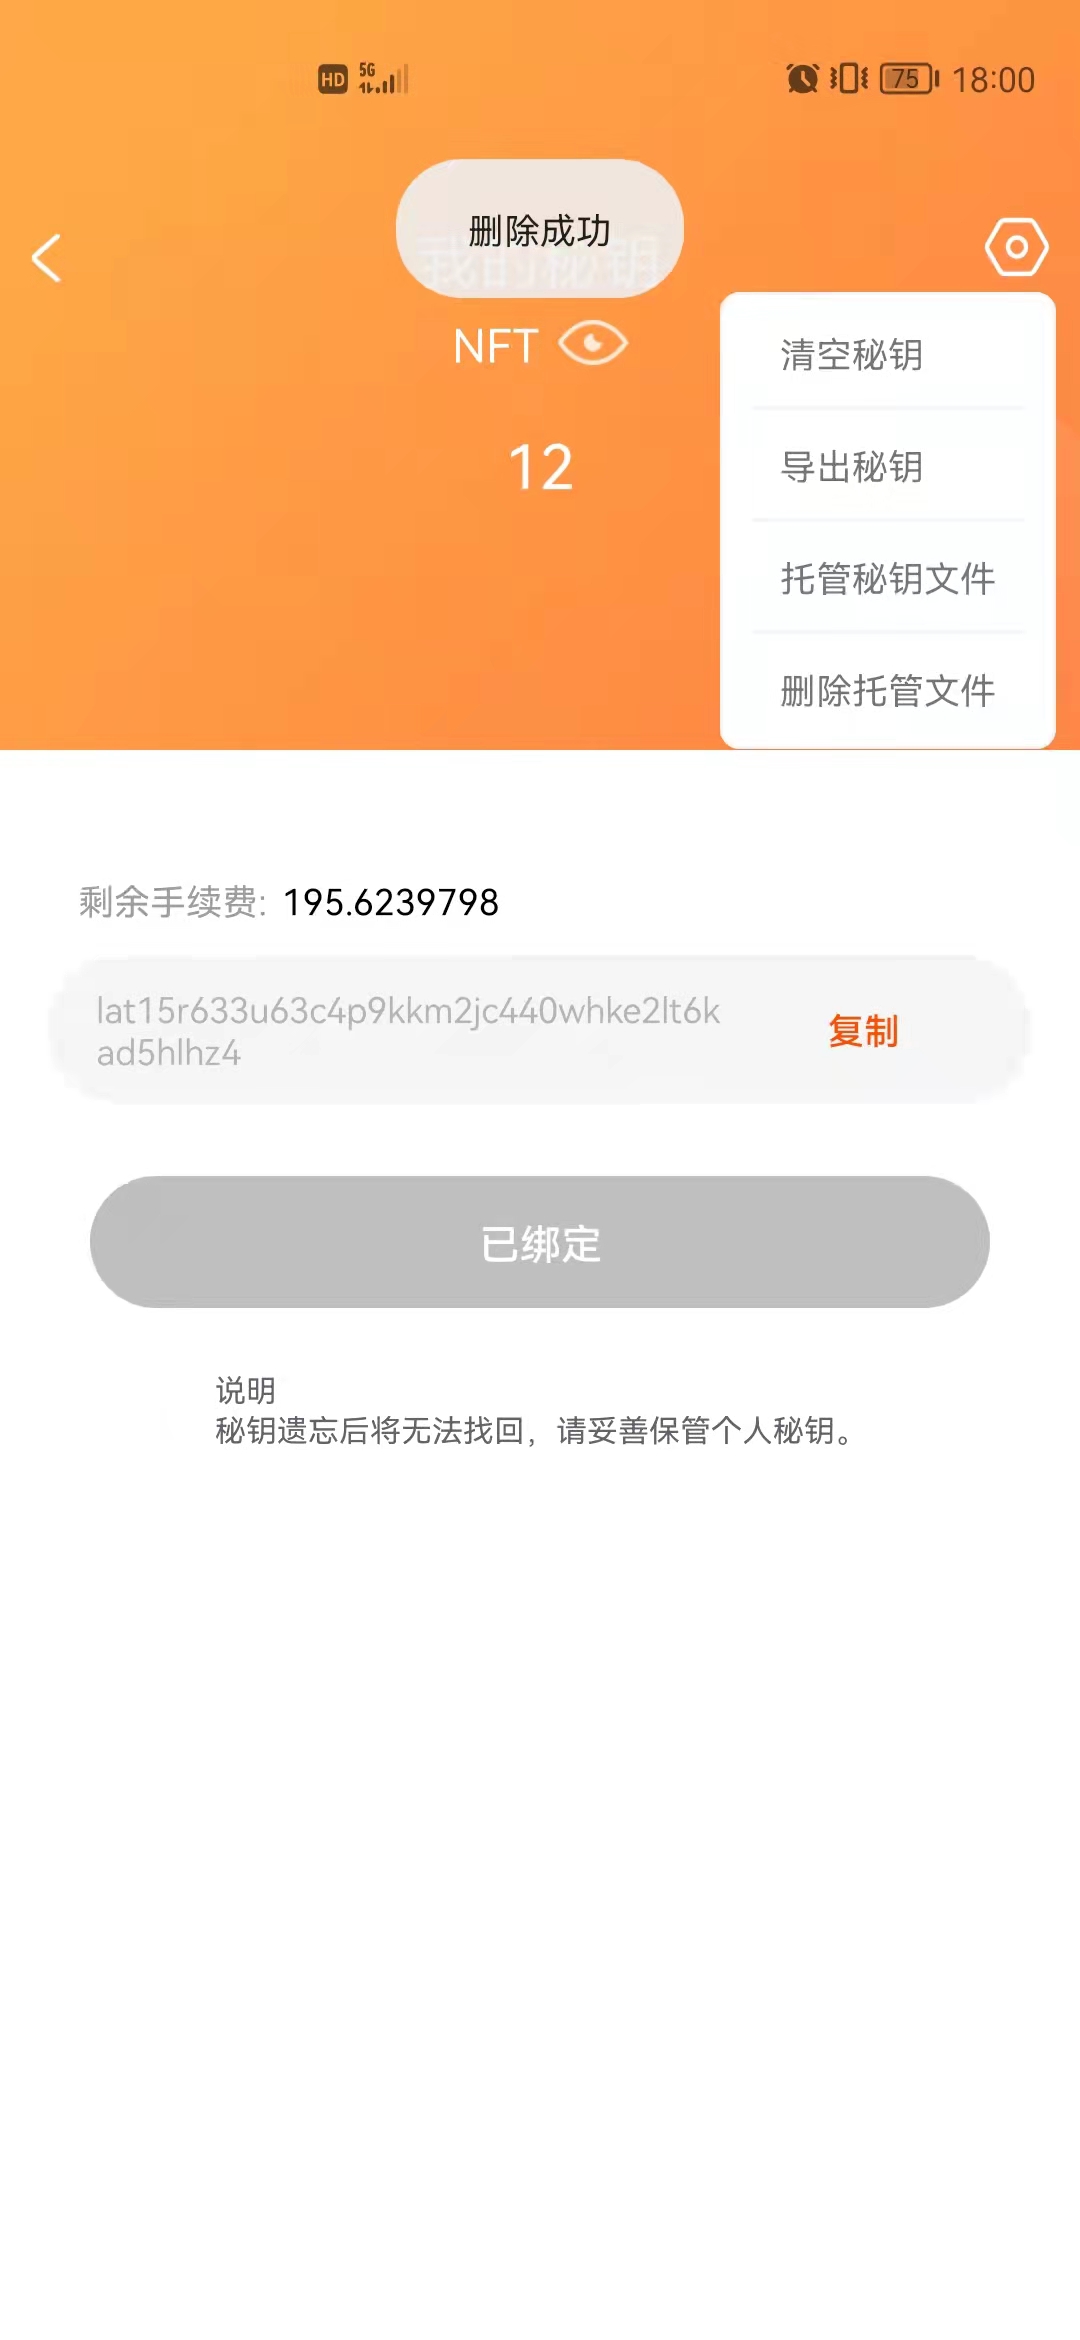 HD 5G 75 18:00
删除成功
我的秘钥
NFT
12
清空秘钥
导出秘钥
托管秘钥文件
删除托管文件
剩余手续费: 195.6239798
lat15r633u63c4p9kkm2jc440whke2lt6k
ad5hlhz4
复制
已绑定
说明
秘钥遗忘后将无法找回，请妥善保管个人秘钥。